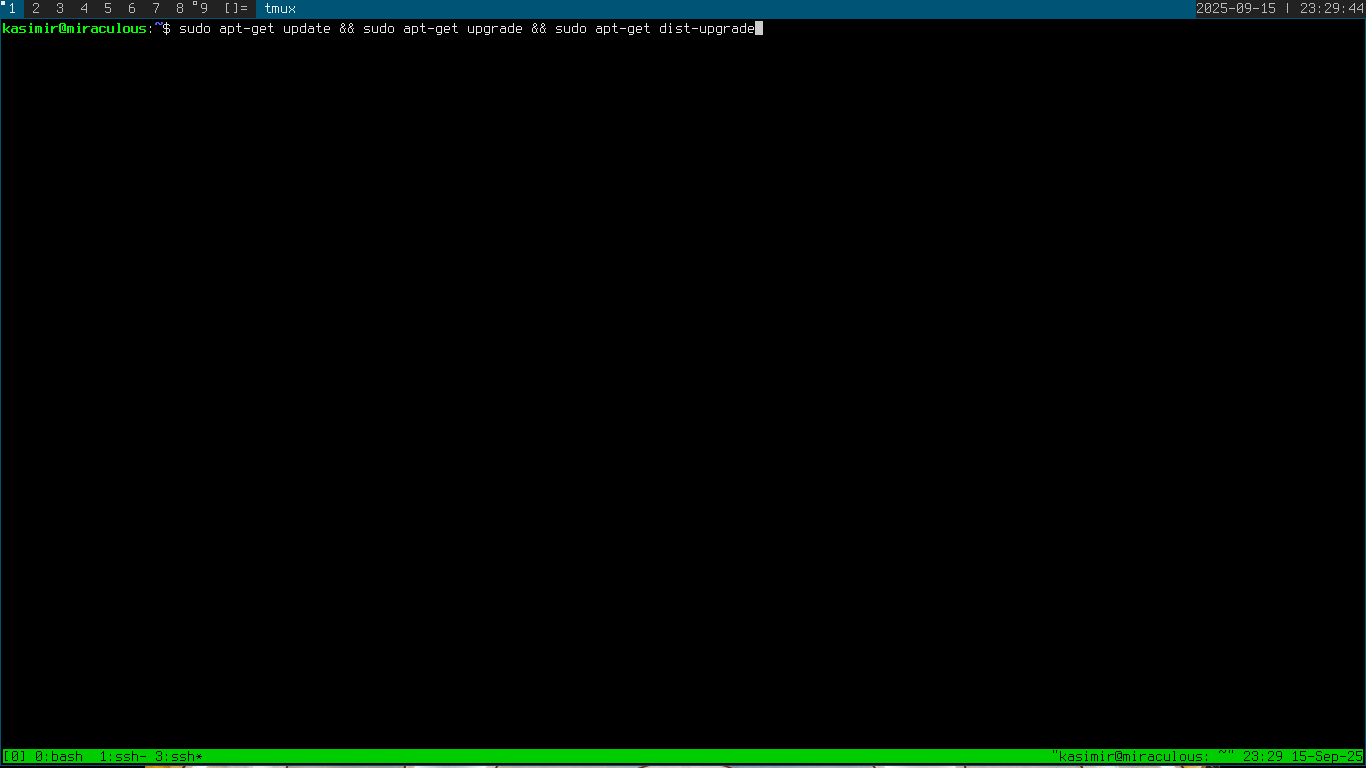 1 2 3 4 5 6 7 8 9 []= tmux 2025-09-15 | 23:29:44
kasimir@miraculous:~$ sudo apt-get update && sudo apt-get upgrade && sudo apt-get dist-upgrade
[0] 0:bash 1:ssh- 3:ssh* "kasimir@miraculous: ~" 23:29 15-Sep-25